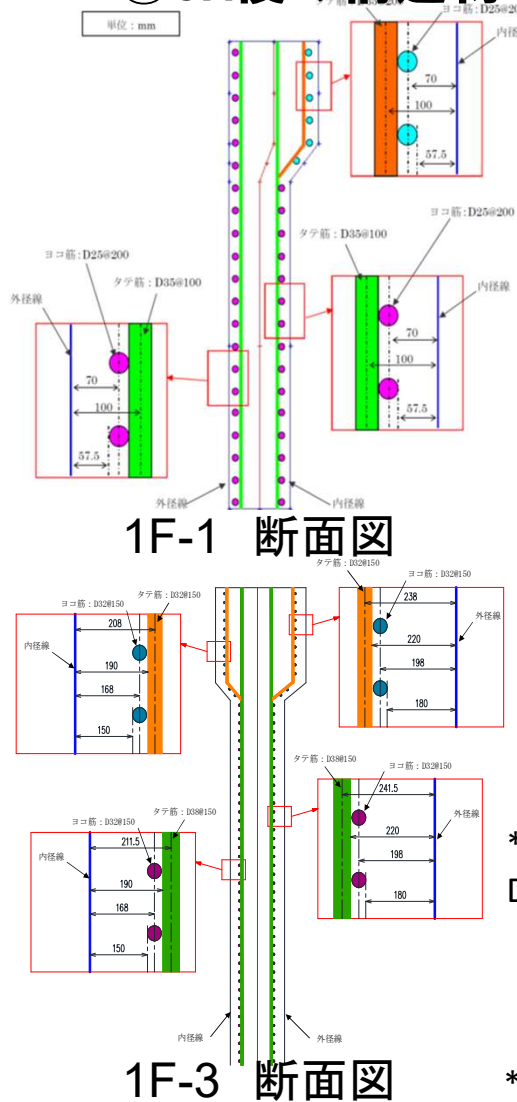 単位：mm
ヨコ筋：D25@200
内径線
70
100
57.5
ヨコ筋：D25@200
タテ筋：D35@100
外径線
70
100
57.5
ヨコ筋：D25@200
タテ筋：D35@100
内径線
70
100
57.5
外径線
内径線
1F-1 断面図
ヨコ筋：D32@150
タテ筋：D32@150
内径線
208
190
168
150
タテ筋：D32@150
ヨコ筋：D32@150
外径線
238
220
198
180
ヨコ筋：D32@150
タテ筋：D38@150
内径線
211.5
190
168
150
タテ筋：D38@150
ヨコ筋：D32@150
外径線
241.5
220
198
180
内径線
外径線
*
*
1F-3 断面図